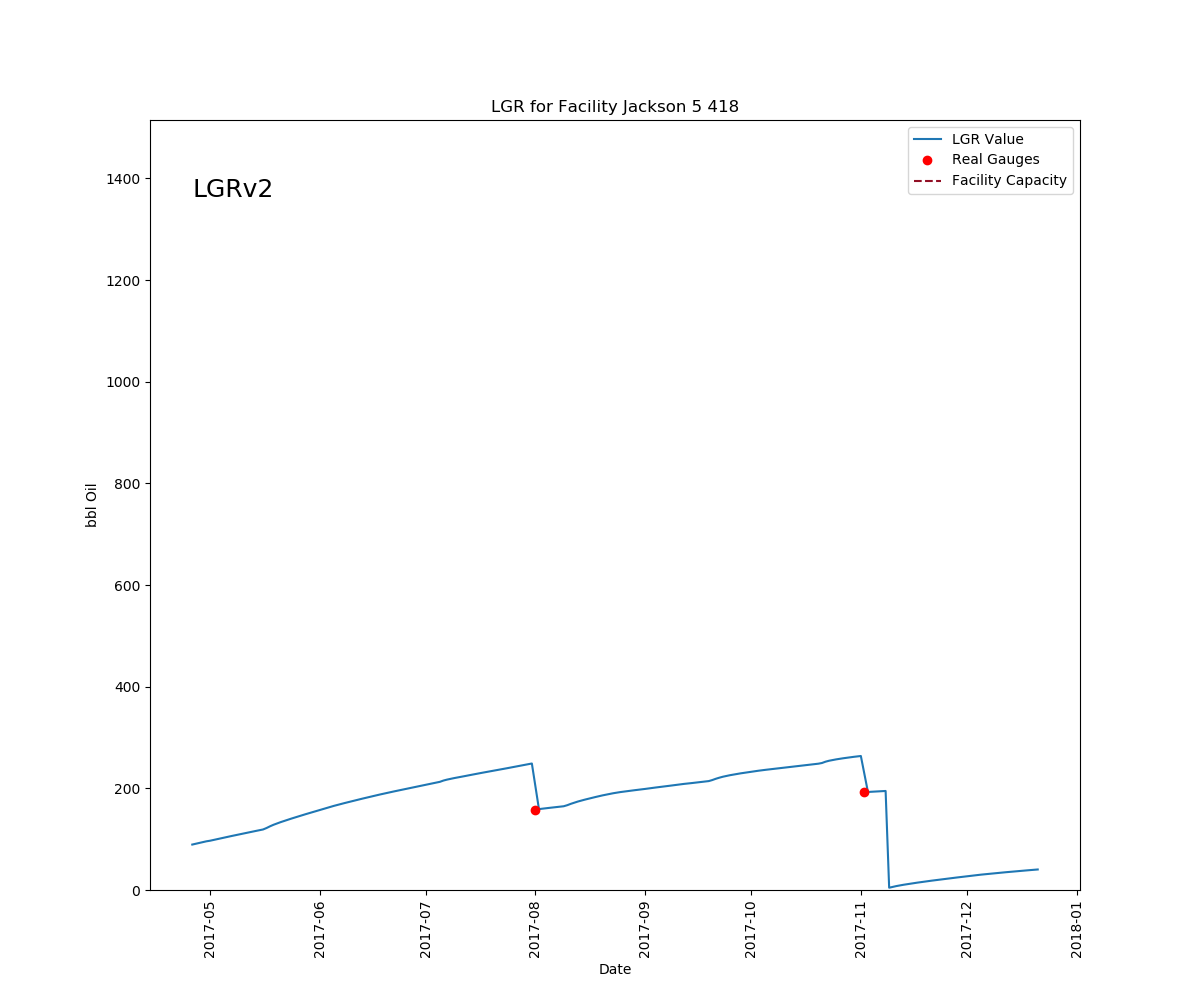 LGR for Facility Jackson 5 418
LGR Value
Real Gauges
Facility Capacity
LGRv2
1400
1200
1000
800
600
400
200
0
bbl Oil
2017-05
2017-06
2017-07
2017-08
2017-09
2017-10
2017-11
2017-12
2018-01
Date